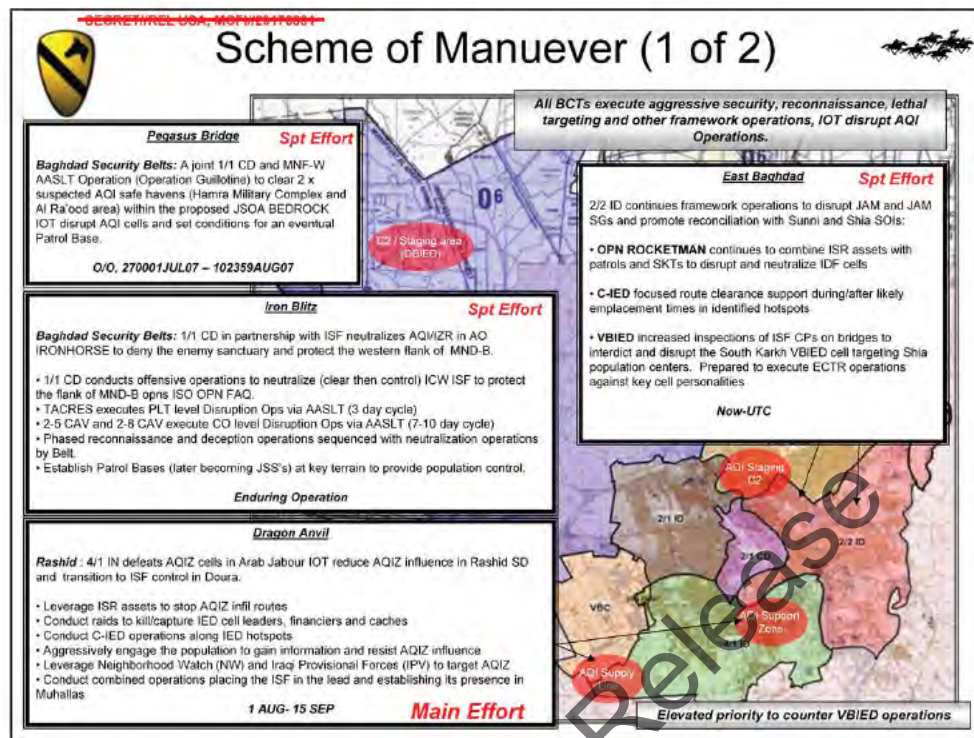 SECRET//REL USA, MCFI//20170601
Scheme of Manuever (1 of 2)
All BCTs execute aggressive security, reconnaissance, lethal
targeting and other framework operations, IOT disrupt AQI
Operations.
Pegasus Bridge
Spt Effort
Baghdad Security Belts: A joint 1/1 CD and MNF-W
AASLT Operation (Operation Guillotine) to clear 2 x
suspected AQI safe havens (Hamra Military Complex and
Al Ra'ood area) within the proposed JSOA BEDROCK
IOT disrupt AQI cells and set conditions for an eventual
Patrol Base.
O/O, 270001JUL07 – 102359AUG07
06
C2 / Staging area
(DBIED)
East Baghdad
Spt Effort
2/2 ID continues framework operations to disrupt JAM and JAM
SGs and promote reconciliation with Sunni and Shia SOIs:
• OPN ROCKETMAN continues to combine ISR assets with
patrols and SKTs to disrupt and neutralize IDF cells
• C-IED focused route clearance support during/after likely
emplacement times in identified hotspots
• VBIED increased inspections of ISF CPs on bridges to
interdict and disrupt the South Karkh VBIED cell targeting Shia
population centers. Prepared to execute ECTR operations
against key cell personalities
Now-UTC
Iron Blitz
Spt Effort
Baghdad Security Belts: 1/1 CD in partnership with ISF neutralizes AQI/IZR in AO
IRONHORSE to deny the enemy sanctuary and protect the western flank of MND-B.
• 1/1 CD conducts offensive operations to neutralize (clear then control) ICW ISF to protect
the flank of MND-B opns ISO OPN FAQ.
• TACRES executes PLT level Disruption Ops via AASLT (3 day cycle)
• 2-5 CAV and 2-8 CAV execute CO level Disruption Ops via AASLT (7-10 day cycle)
• Phased reconnaissance and deception operations sequenced with neutralization operations
by Belt.
• Establish Patrol Bases (later becoming JSS's) at key terrain to provide population control.
Enduring Operation
AQI Staging
C2
2/1 ID
2/1 CD
2/2 ID
VBC
AQI Support
Zone
4/1 ID
AQI Supply
Line
Dragon Anvil
Rashid : 4/1 IN defeats AQIZ cells in Arab Jabour IOT reduce AQIZ influence in Rashid SD
and transition to ISF control in Doura.
• Leverage ISR assets to stop AQIZ infil routes
• Conduct raids to kill/capture IED cell leaders, financiers and caches
• Conduct C-IED operations along IED hotspots
• Aggressively engage the population to gain information and resist AQIZ influence
• Leverage Neighborhood Watch (NW) and Iraqi Provisional Forces (IPV) to target AQIZ
• Conduct combined operations placing the ISF in the lead and establishing its presence in
Muhallas
1 AUG- 15 SEP
Main Effort
Elevated priority to counter VBIED operations
Release